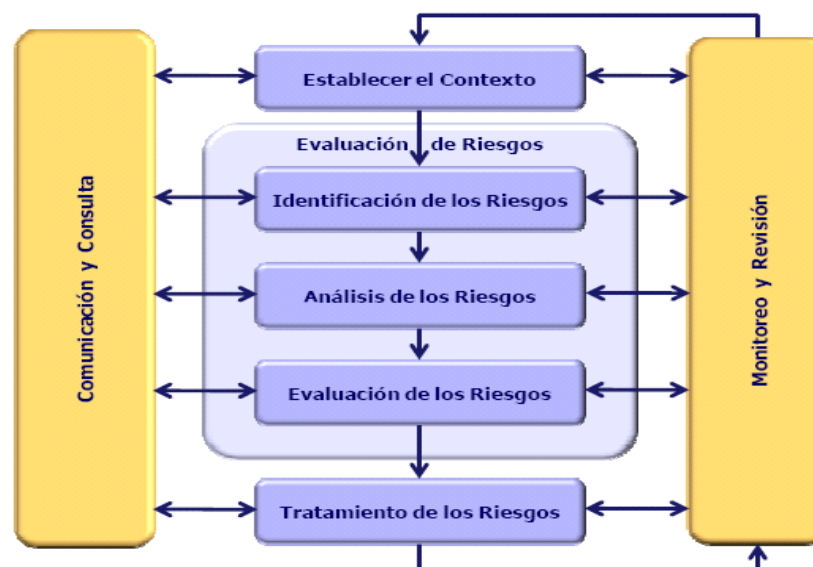 Establecer el Contexto
Evaluación de Riesgos
Identificación de los Riesgos
Análisis de los Riesgos
Evaluación de los Riesgos
Tratamiento de los Riesgos
Comunicación y Consulta
Monitoreo y Revisión